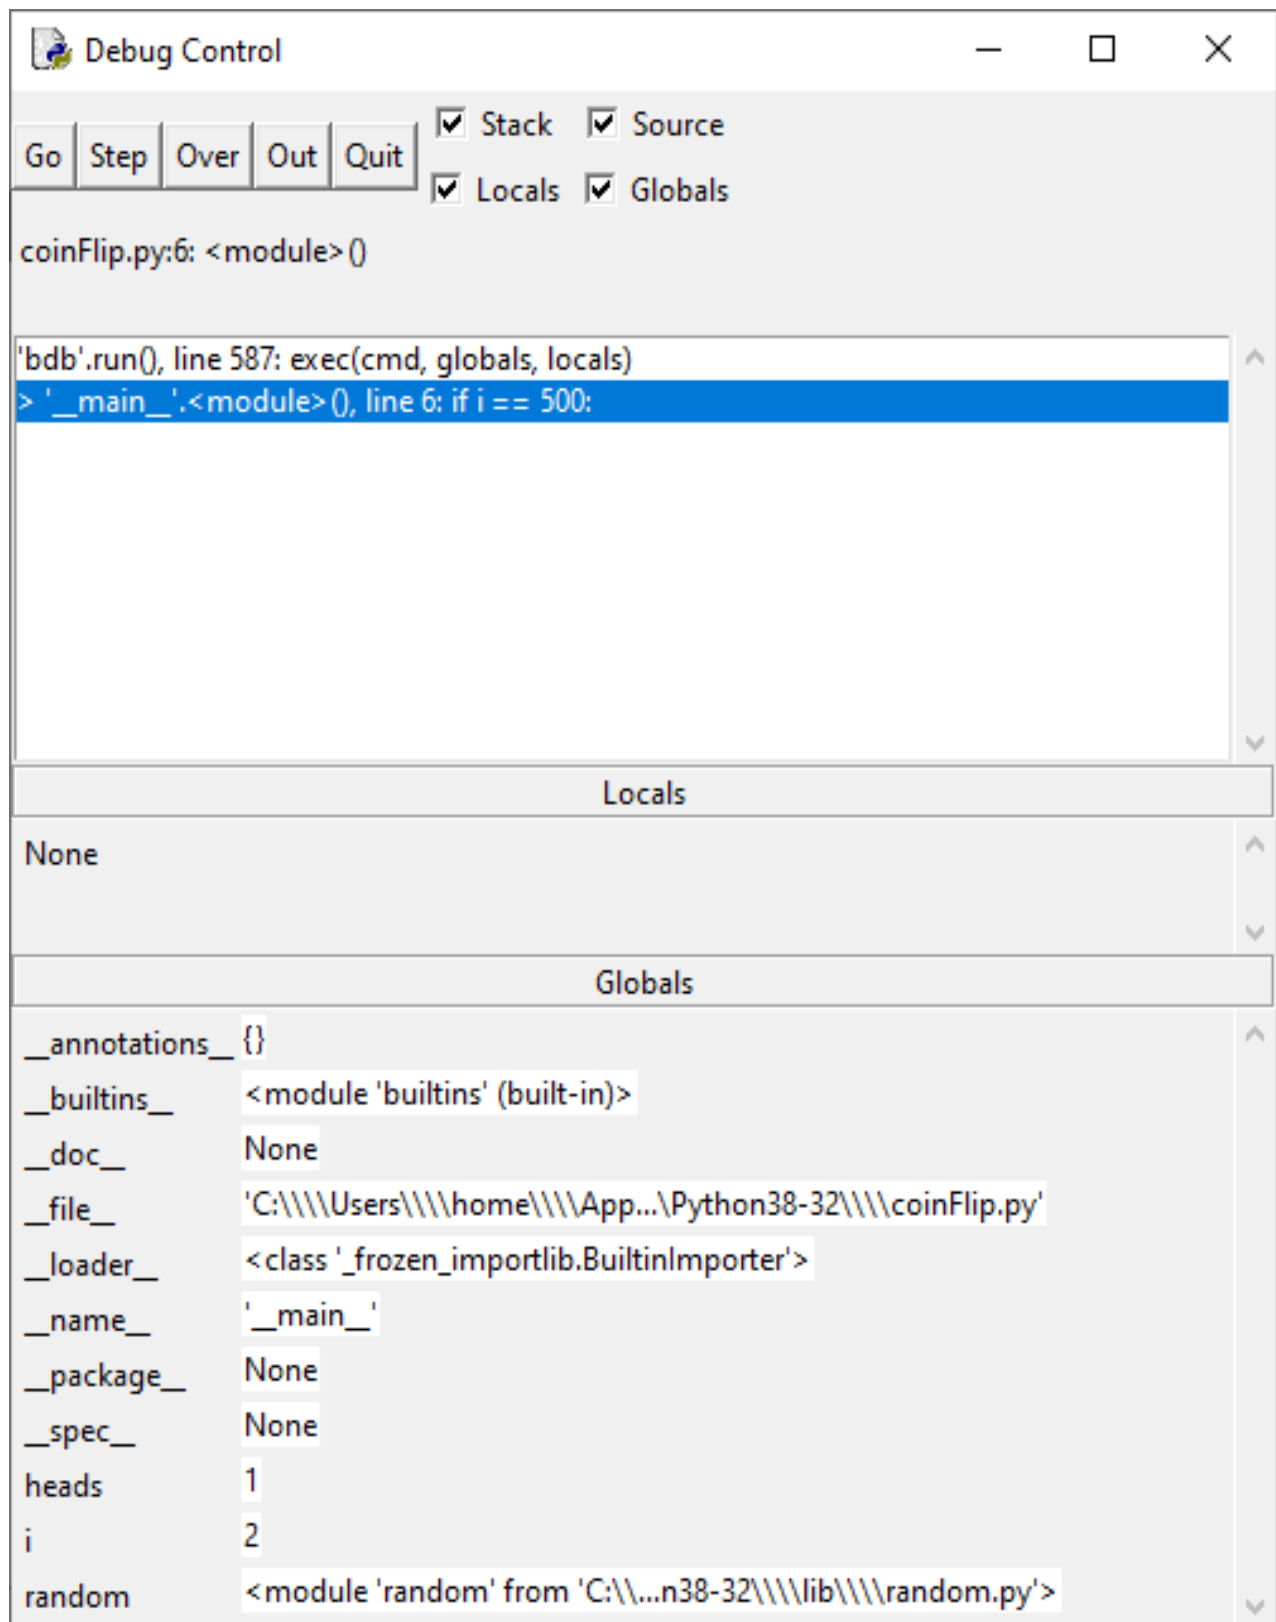 Debug Control
Stack Source
Go Step Over Out Quit
Locals Globals
coinFlip.py:6: <module>()
'bdb'.run(), line 587: exec(cmd, globals, locals)
> '__main__'.<module>(), line 6: if i == 500:
Locals
None
Globals
__annotations__ {}
__builtins__ <module 'builtins' (built-in)>
__doc__ None
__file__ 'C:\\\\Users\\\\home\\\\App...\Python38-32\\\\coinFlip.py'
__loader__ <class '_frozen_importlib.BuiltinImporter'>
__name__ '__main__'
__package__ None
__spec__ None
heads 1
i 2
random <module 'random' from 'C:\\...n38-32\\\\lib\\\\random.py'>